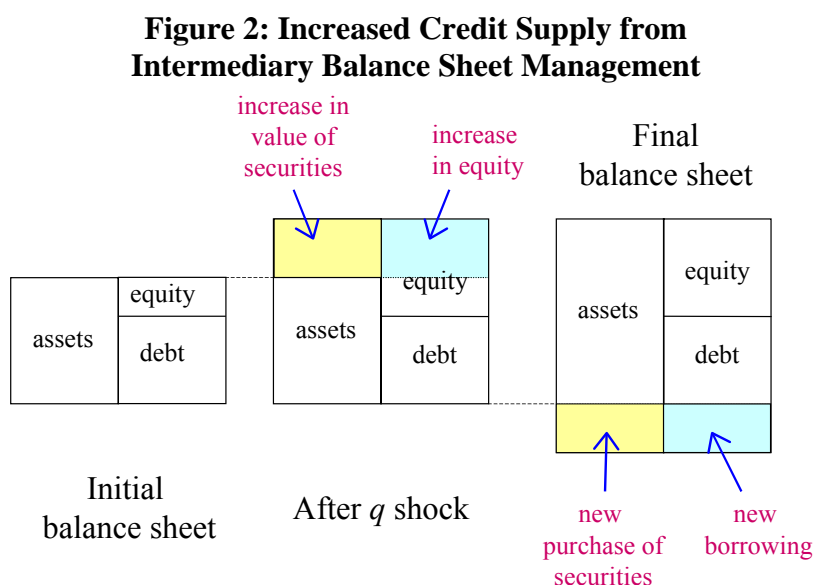 Figure 2: Increased Credit Supply from
Intermediary Balance Sheet Management
increase in
value of
securities
increase
in equity
Final
balance sheet
equity
assets
debt
equity
assets
debt
equity
assets
debt
Initial
balance sheet
After q shock
new
purchase of
securities
new
borrowing